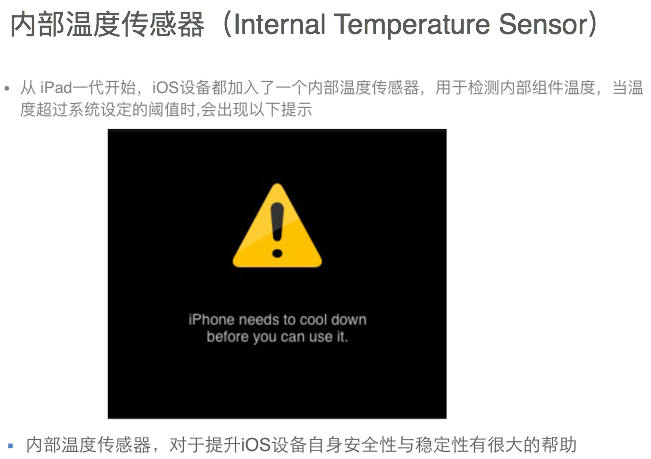 内部温度传感器（Internal Temperature Sensor）
• 从 iPad一代开始，iOS设备都加入了一个内部温度传感器，用于检测内部组件温度，当温
度超过系统设定的阈值时,会出现以下提示
iPhone needs to cool down
before you can use it.
▪ 内部温度传感器，对于提升iOS设备自身安全性与稳定性有很大的帮助